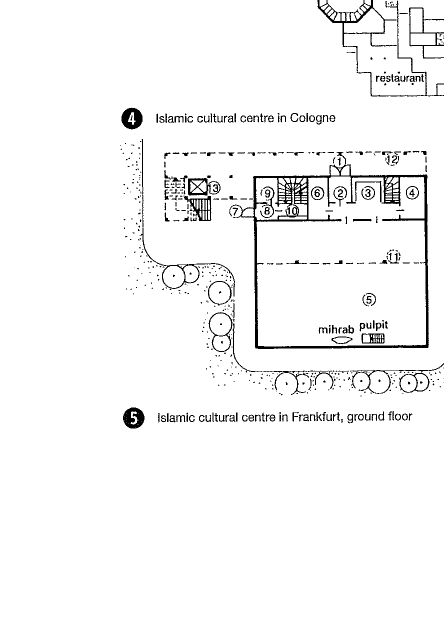 restaurant
4 Islamic cultural centre in Cologne
1 12
13 9 6 2 3 4
7 8 10
11
5
mihrab pulpit
5 Islamic cultural centre in Frankfurt, ground floor